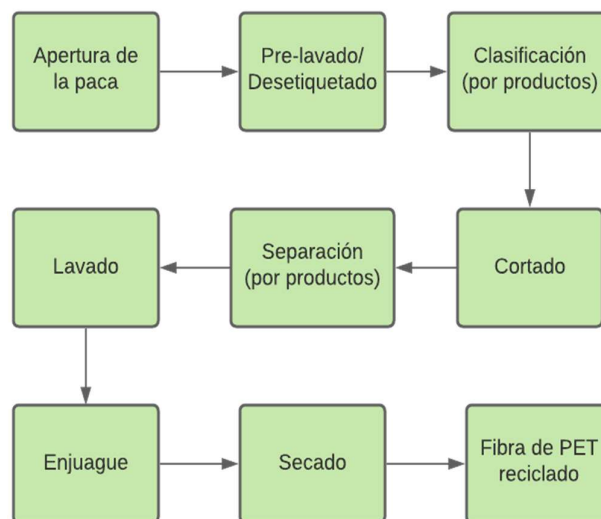 Apertura de
la paca
Pre-lavado/
Desetiquetado
Clasificación
(por productos)
Cortado
Separación
(por productos)
Lavado
Enjuague
Secado
Fibra de PET
reciclado